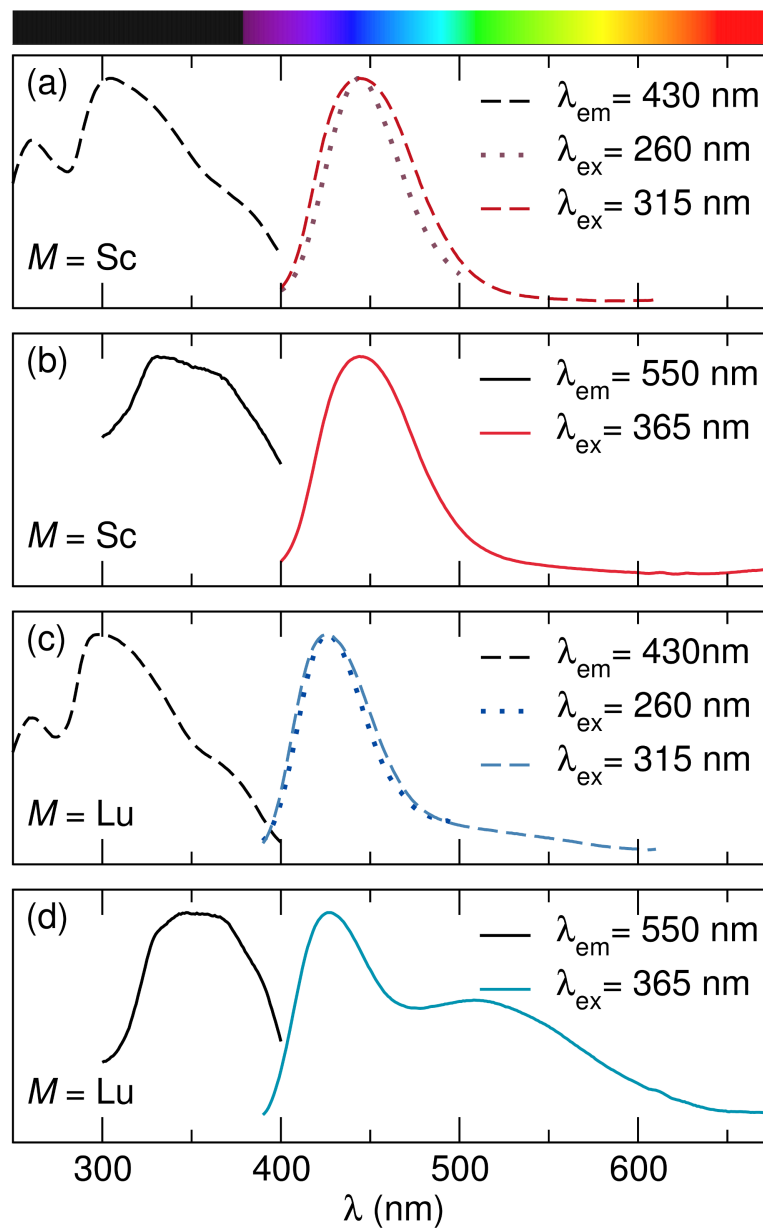 (a)
λem= 430 nm
λex= 260 nm
λex= 315 nm
M = Sc
(b)
λem= 550 nm
λex= 365 nm
M = Sc
(c)
λem= 430nm
λex= 260 nm
λex= 315 nm
M = Lu
(d)
λem= 550 nm
λex= 365 nm
M = Lu
300 400 500 600
λ (nm)